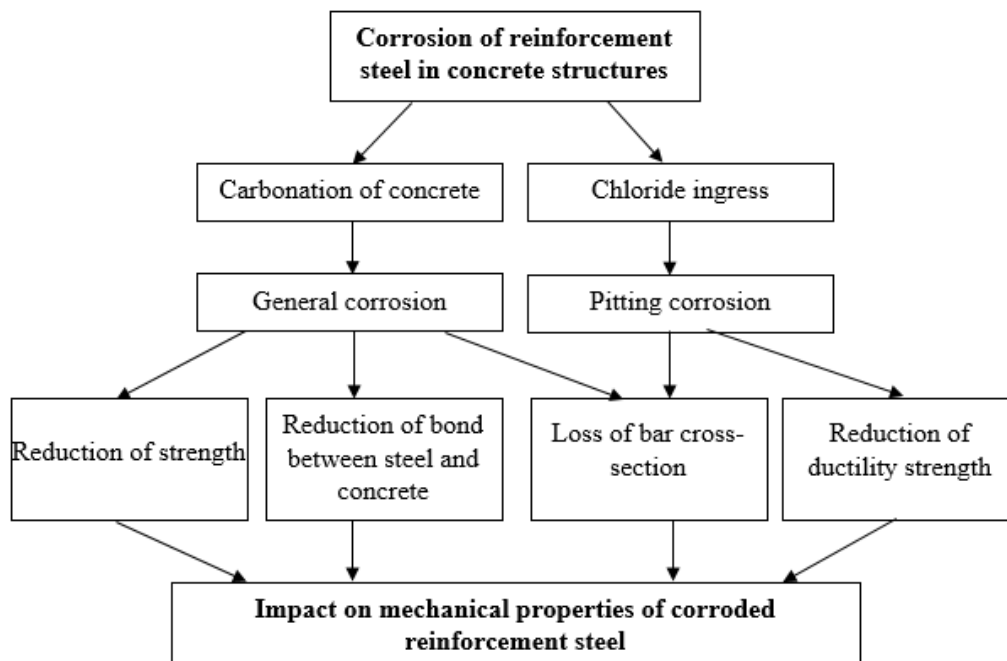 Corrosion of reinforcement
steel in concrete structures
Carbonation of concrete
Chloride ingress
General corrosion
Pitting corrosion
Reduction of strength
Reduction of bond
between steel and
concrete
Loss of bar cross-
section
Reduction of
ductility strength
Impact on mechanical properties of corroded
reinforcement steel